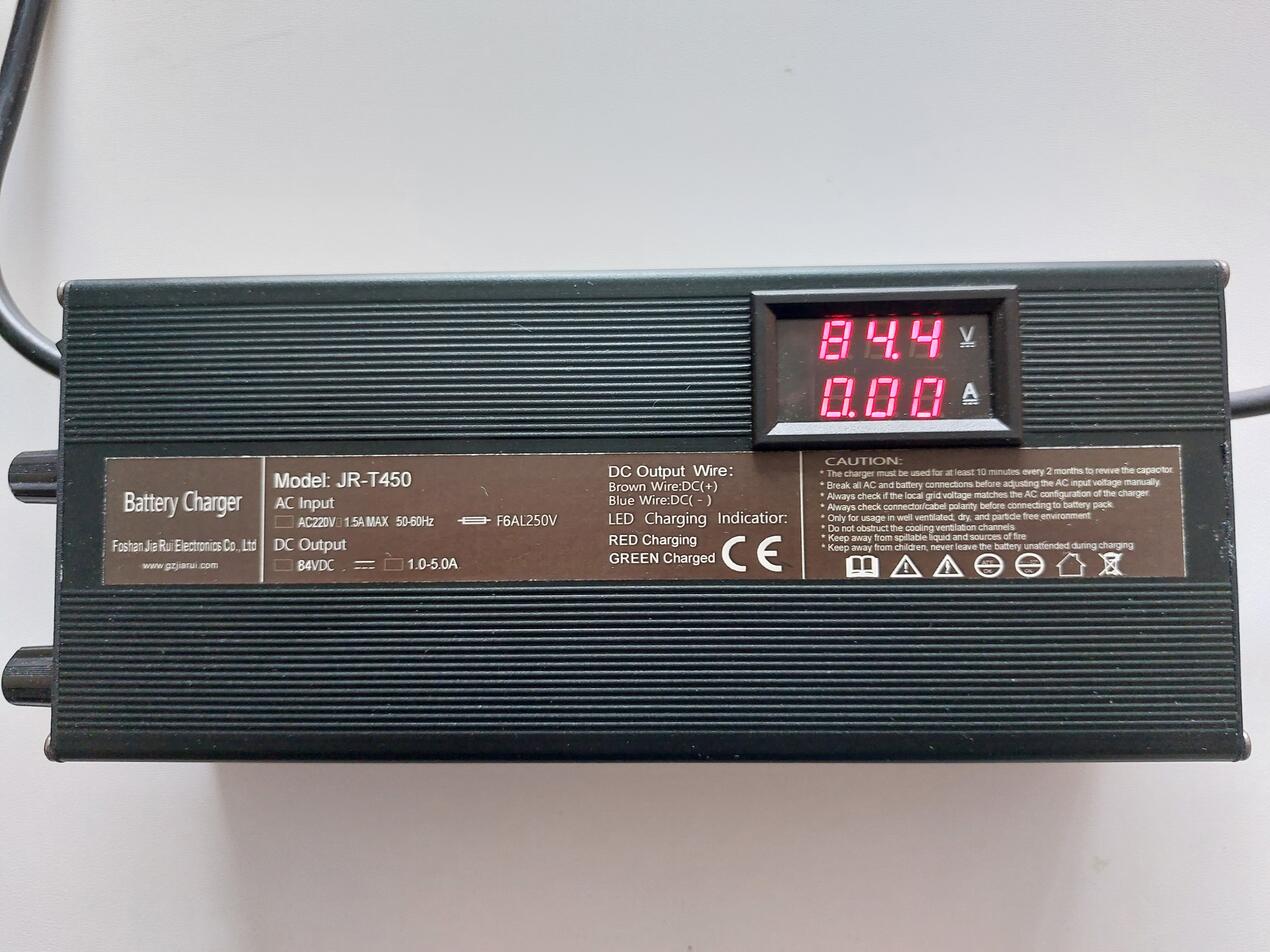 84.4 V
0.00 A
Battery Charger
Foshan Jia Rui Electronics Co., Ltd
www.gzjiarui.com
Model: JR-T450
AC Input
AC220V 1.5A MAX 50-60Hz F6AL250V
DC Output
84VDC 1.0-5.0A
DC Output Wire:
Brown Wire:DC(+)
Blue Wire:DC( - )
LED Charging Indicatior:
RED Charging
GREEN Charged
CE
CAUTION:
* The charger must be used for at least 10 minutes every 2 months to revive the capacitor.
* Break all AC and battery connections before adjusting the AC input voltage manually.
* Always check if the local grid voltage matches the AC configuration of the charger.
* Always check connector/cabel polarity before connecting to battery pack.
* Only for usage in well ventilated, dry, and particle free environment
* Do not obstruct the cooling ventilation channels
* Keep away from spillable liquid and sources of fire
* Keep away from children, never leave the battery unattended during charging